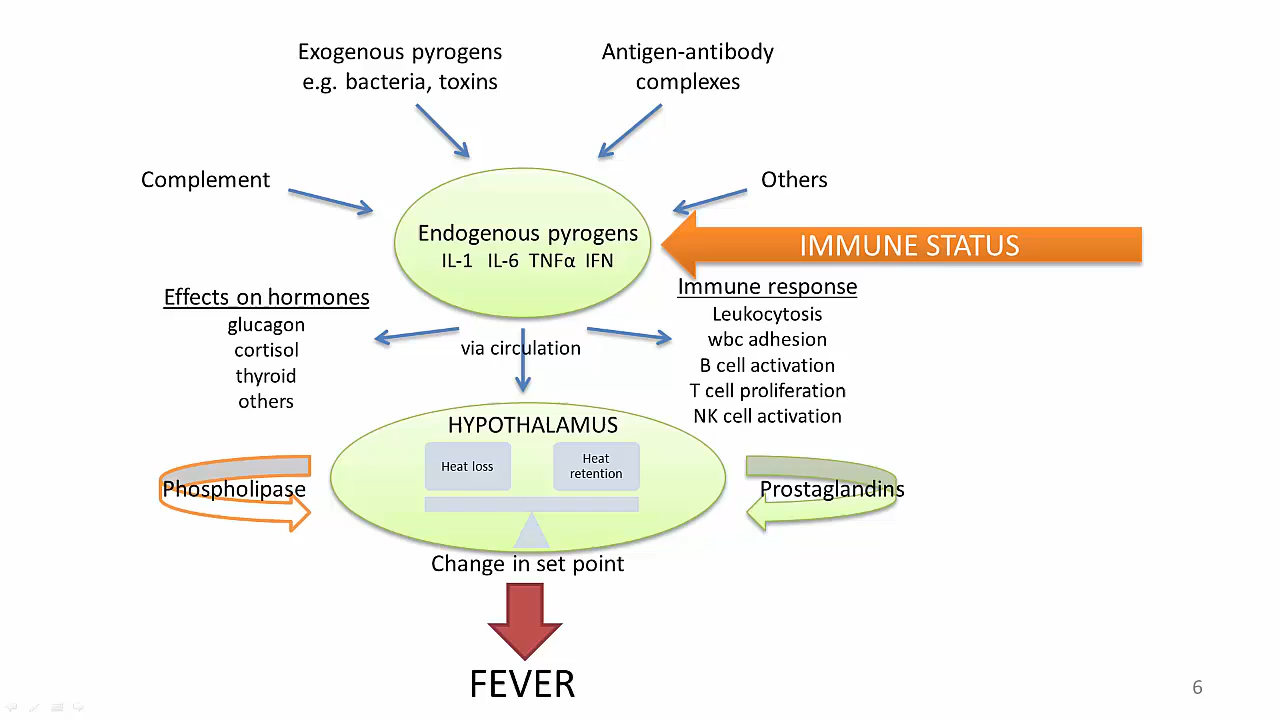 Exogenous pyrogens
e.g. bacteria, toxins
Antigen-antibody
complexes
Complement
Others
Endogenous pyrogens
IL-1 IL-6 TNFα IFN
IMMUNE STATUS
Effects on hormones
glucagon
cortisol
thyroid
others
via circulation
Immune response
Leukocytosis
wbc adhesion
B cell activation
T cell proliferation
NK cell activation
HYPOTHALAMUS
Heat loss
Heat
retention
Phospholipase
Prostaglandins
Change in set point
FEVER
6